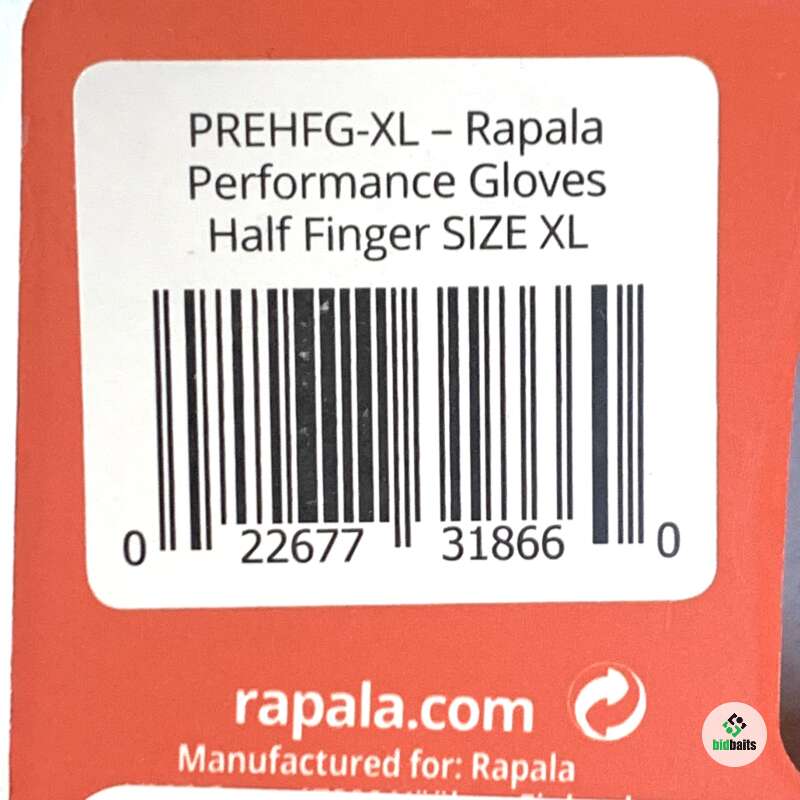 PREHFG-XL – Rapala
Performance Gloves
Half Finger SIZE XL
0 22677 31866 0
rapala.com
Manufactured for: Rapala
bidbaits